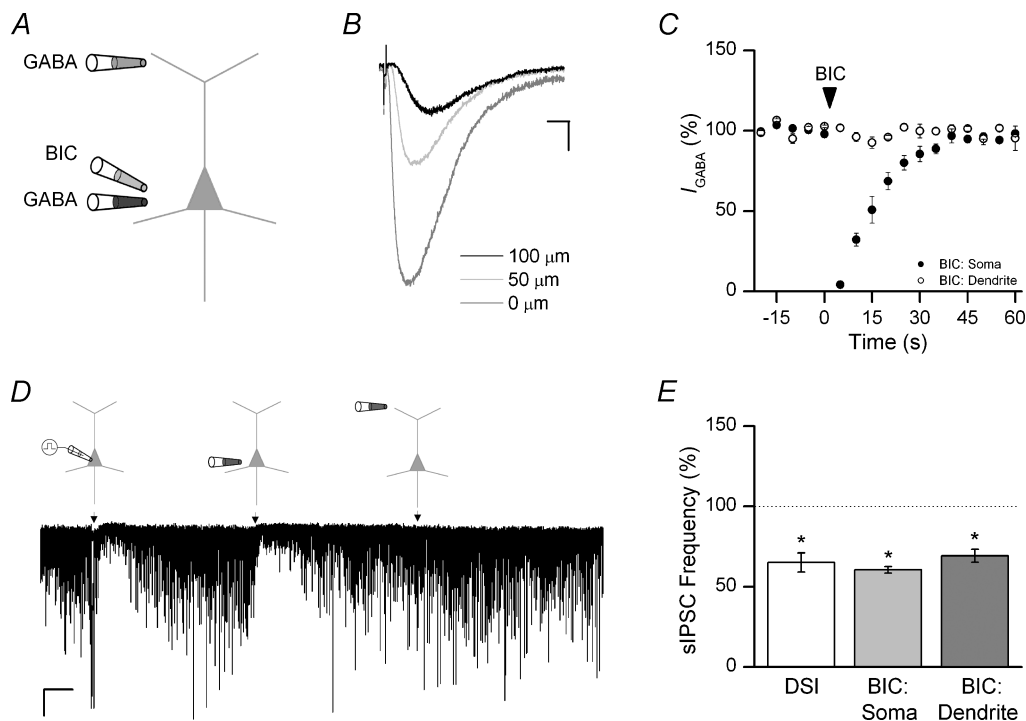 A
GABA
BIC
GABA
B
100 μm
50 μm
0 μm
C
150
100
50
0
IGABA (%)
BIC
BIC: Soma
BIC: Dendrite
-15
0
15
30
45
60
Time (s)
D
E
150
100
50
0
sIPSC Frequency (%)
*
*
*
DSI
BIC:
Soma
BIC:
Dendrite